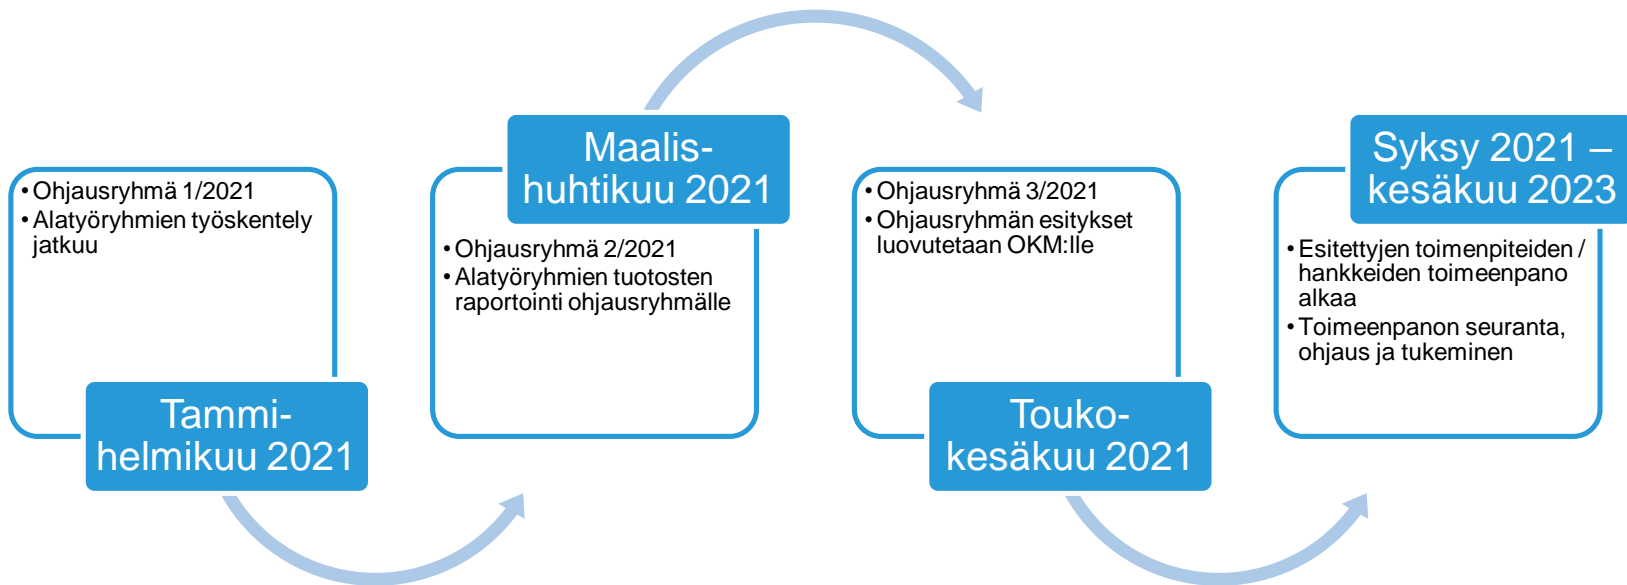 • Ohjausryhmä 1/2021
• Alatyöryhmien työskentely
jatkuu
Tammi-
helmikuu 2021
Maalis-
huhtikuu 2021
• Ohjausryhmä 2/2021
• Alatyöryhmien tuotosten
raportointi ohjausryhmälle
• Ohjausryhmä 3/2021
• Ohjausryhmän esitykset
luovutetaan OKM:lle
Touko-
kesäkuu 2021
Syksy 2021 –
kesäkuu 2023
• Esitettyjen toimenpiteiden /
hankkeiden toimeenpano
alkaa
• Toimeenpanon seuranta,
ohjaus ja tukeminen